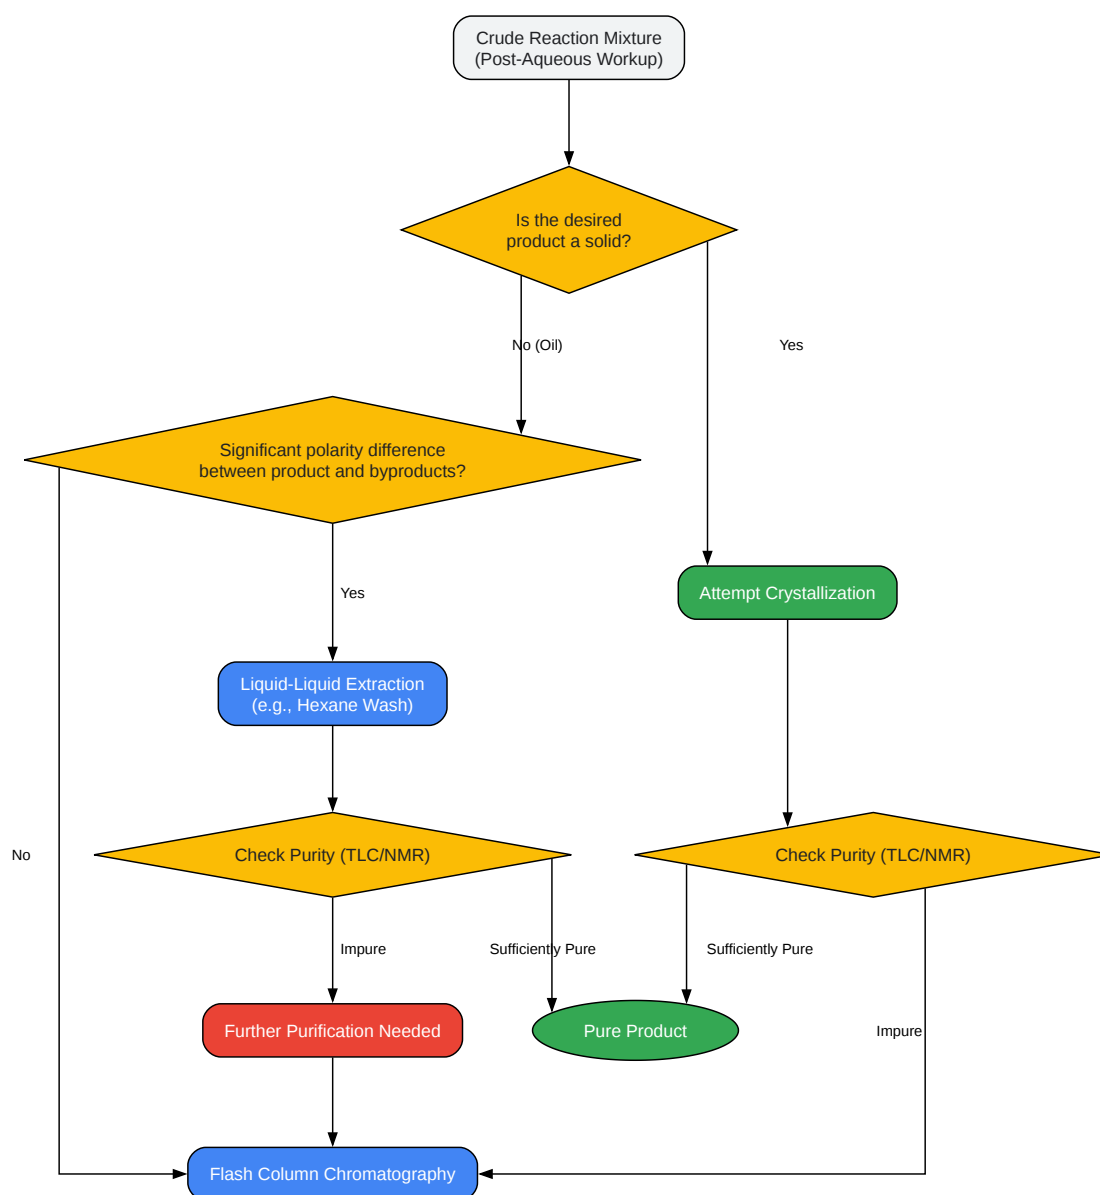 Crude Reaction Mixture
(Post-Aqueous Workup)
Is the desired
product a solid?
No (Oil)
Yes
Significant polarity difference
between product and byproducts?
Yes
Attempt Crystallization
Liquid-Liquid Extraction
(e.g., Hexane Wash)
No
Check Purity (TLC/NMR)
Check Purity (TLC/NMR)
Impure
Sufficiently Pure
Sufficiently Pure
Further Purification Needed
Pure Product
Impure
Flash Column Chromatography